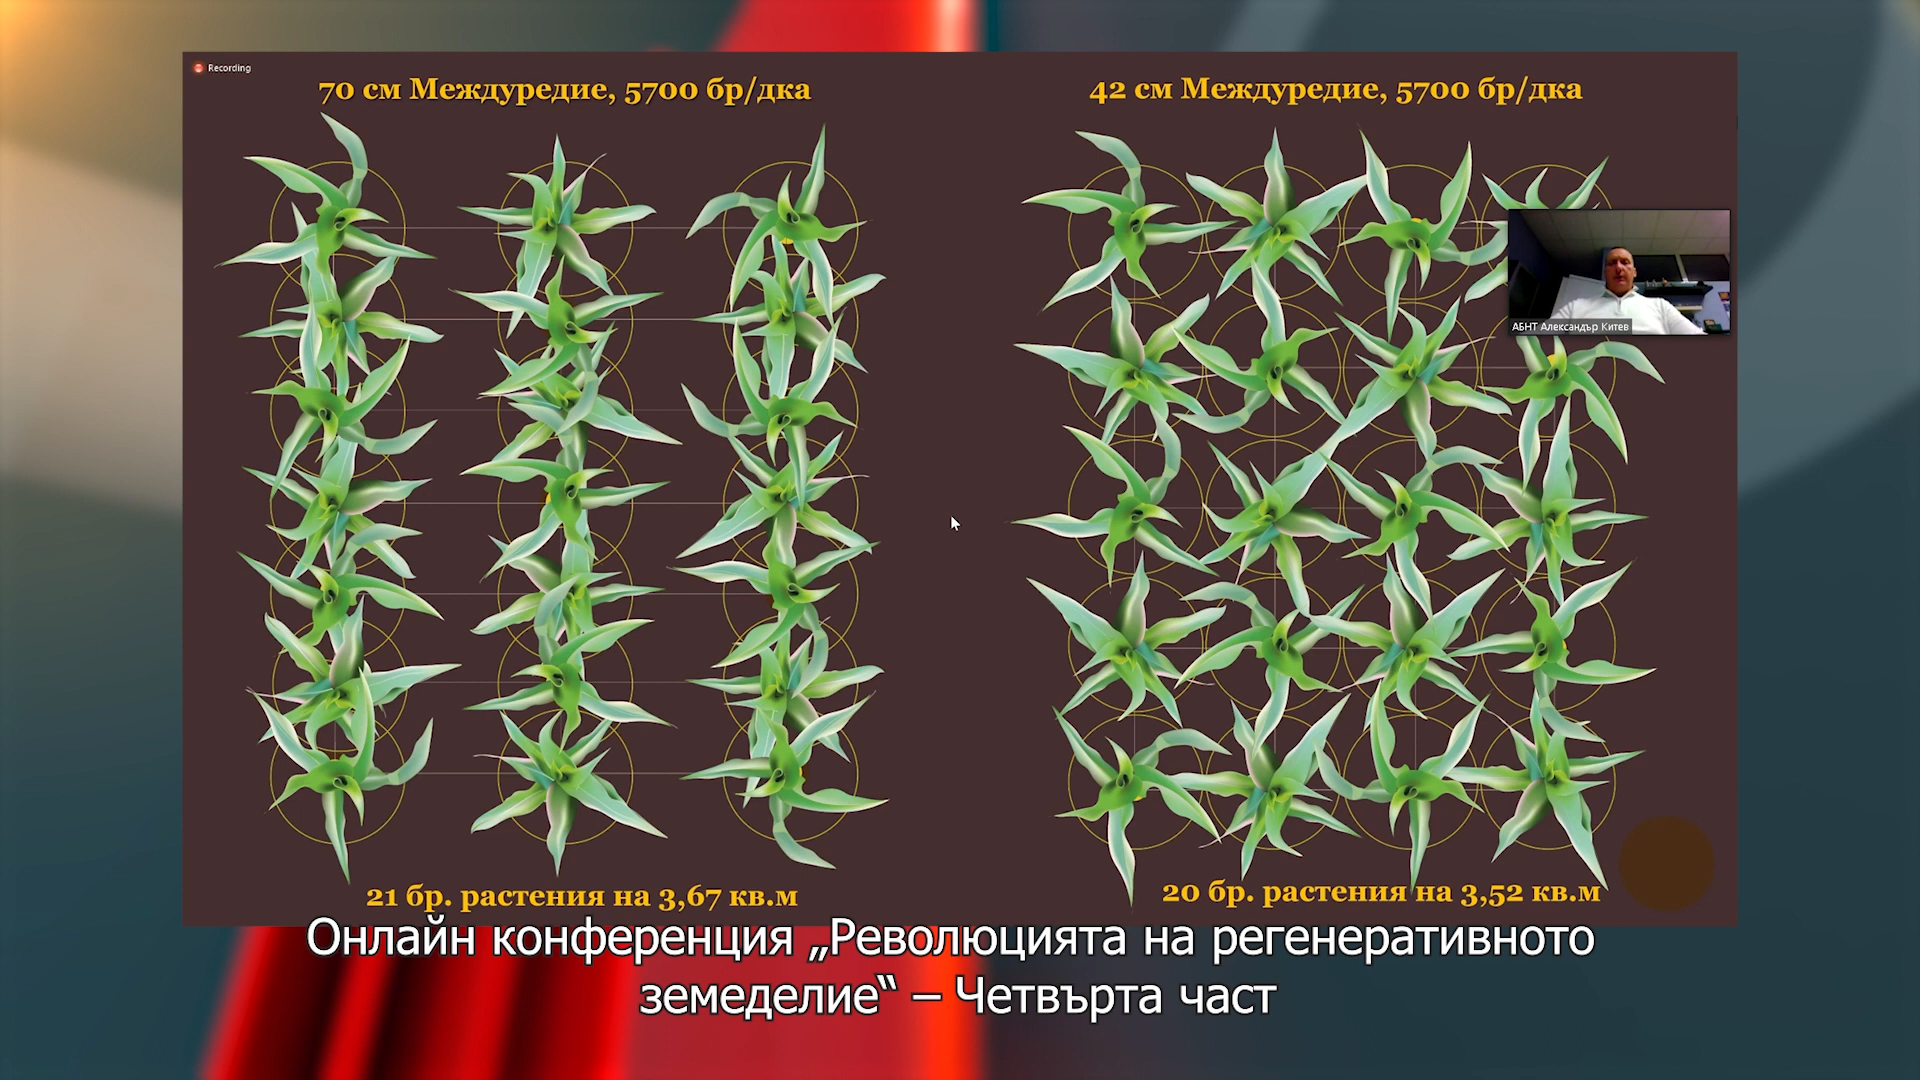 Recording
70 см Междуредие, 5700 бр/дка
42 см Междуредие, 5700 бр/дка
АБНТ Александър Китев
21 бр. растения на 3,67 кв.м
20 бр. растения на 3,52 кв.м
Онлайн конференция „Революцията на регенеративното
земеделие“ – Четвърта част